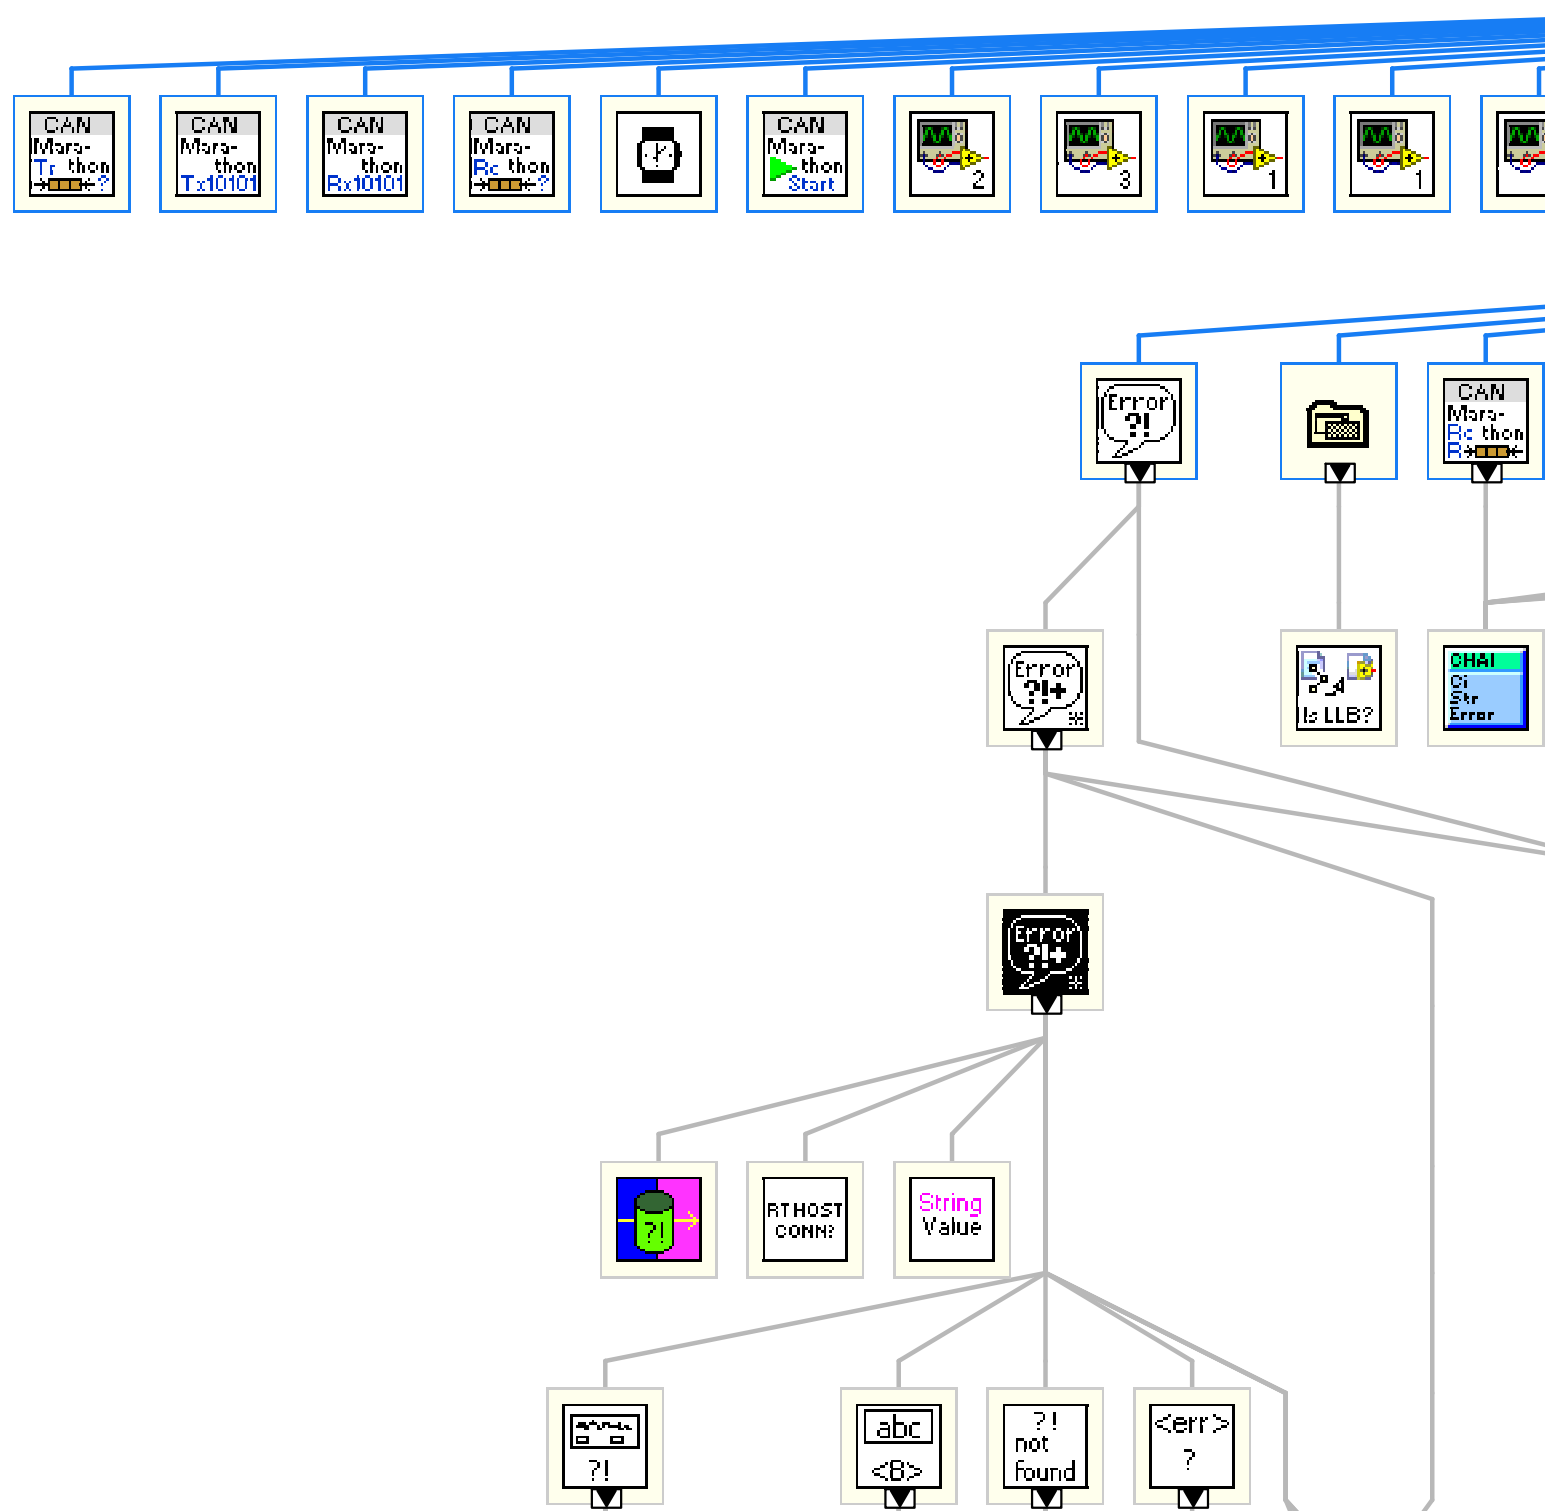 CAN
Mara-
Tr thon
?
CAN
Mara-
thon
Tx10101
CAN
Mara-
thon
Rx10101
CAN
Mara-
Rc thon
?
CAN
Mara-
thon
Start
2
3
1
1
Error
?!
CAN
Mara-
Rc thon
R
Error
?!+
*
Is LLB?
CHAI
Ci
Str
Error
Error
?!+
*
?!
RT HOST
CONN?
String
Value
?!
abc
<B>
?!
not
found
<err>
?